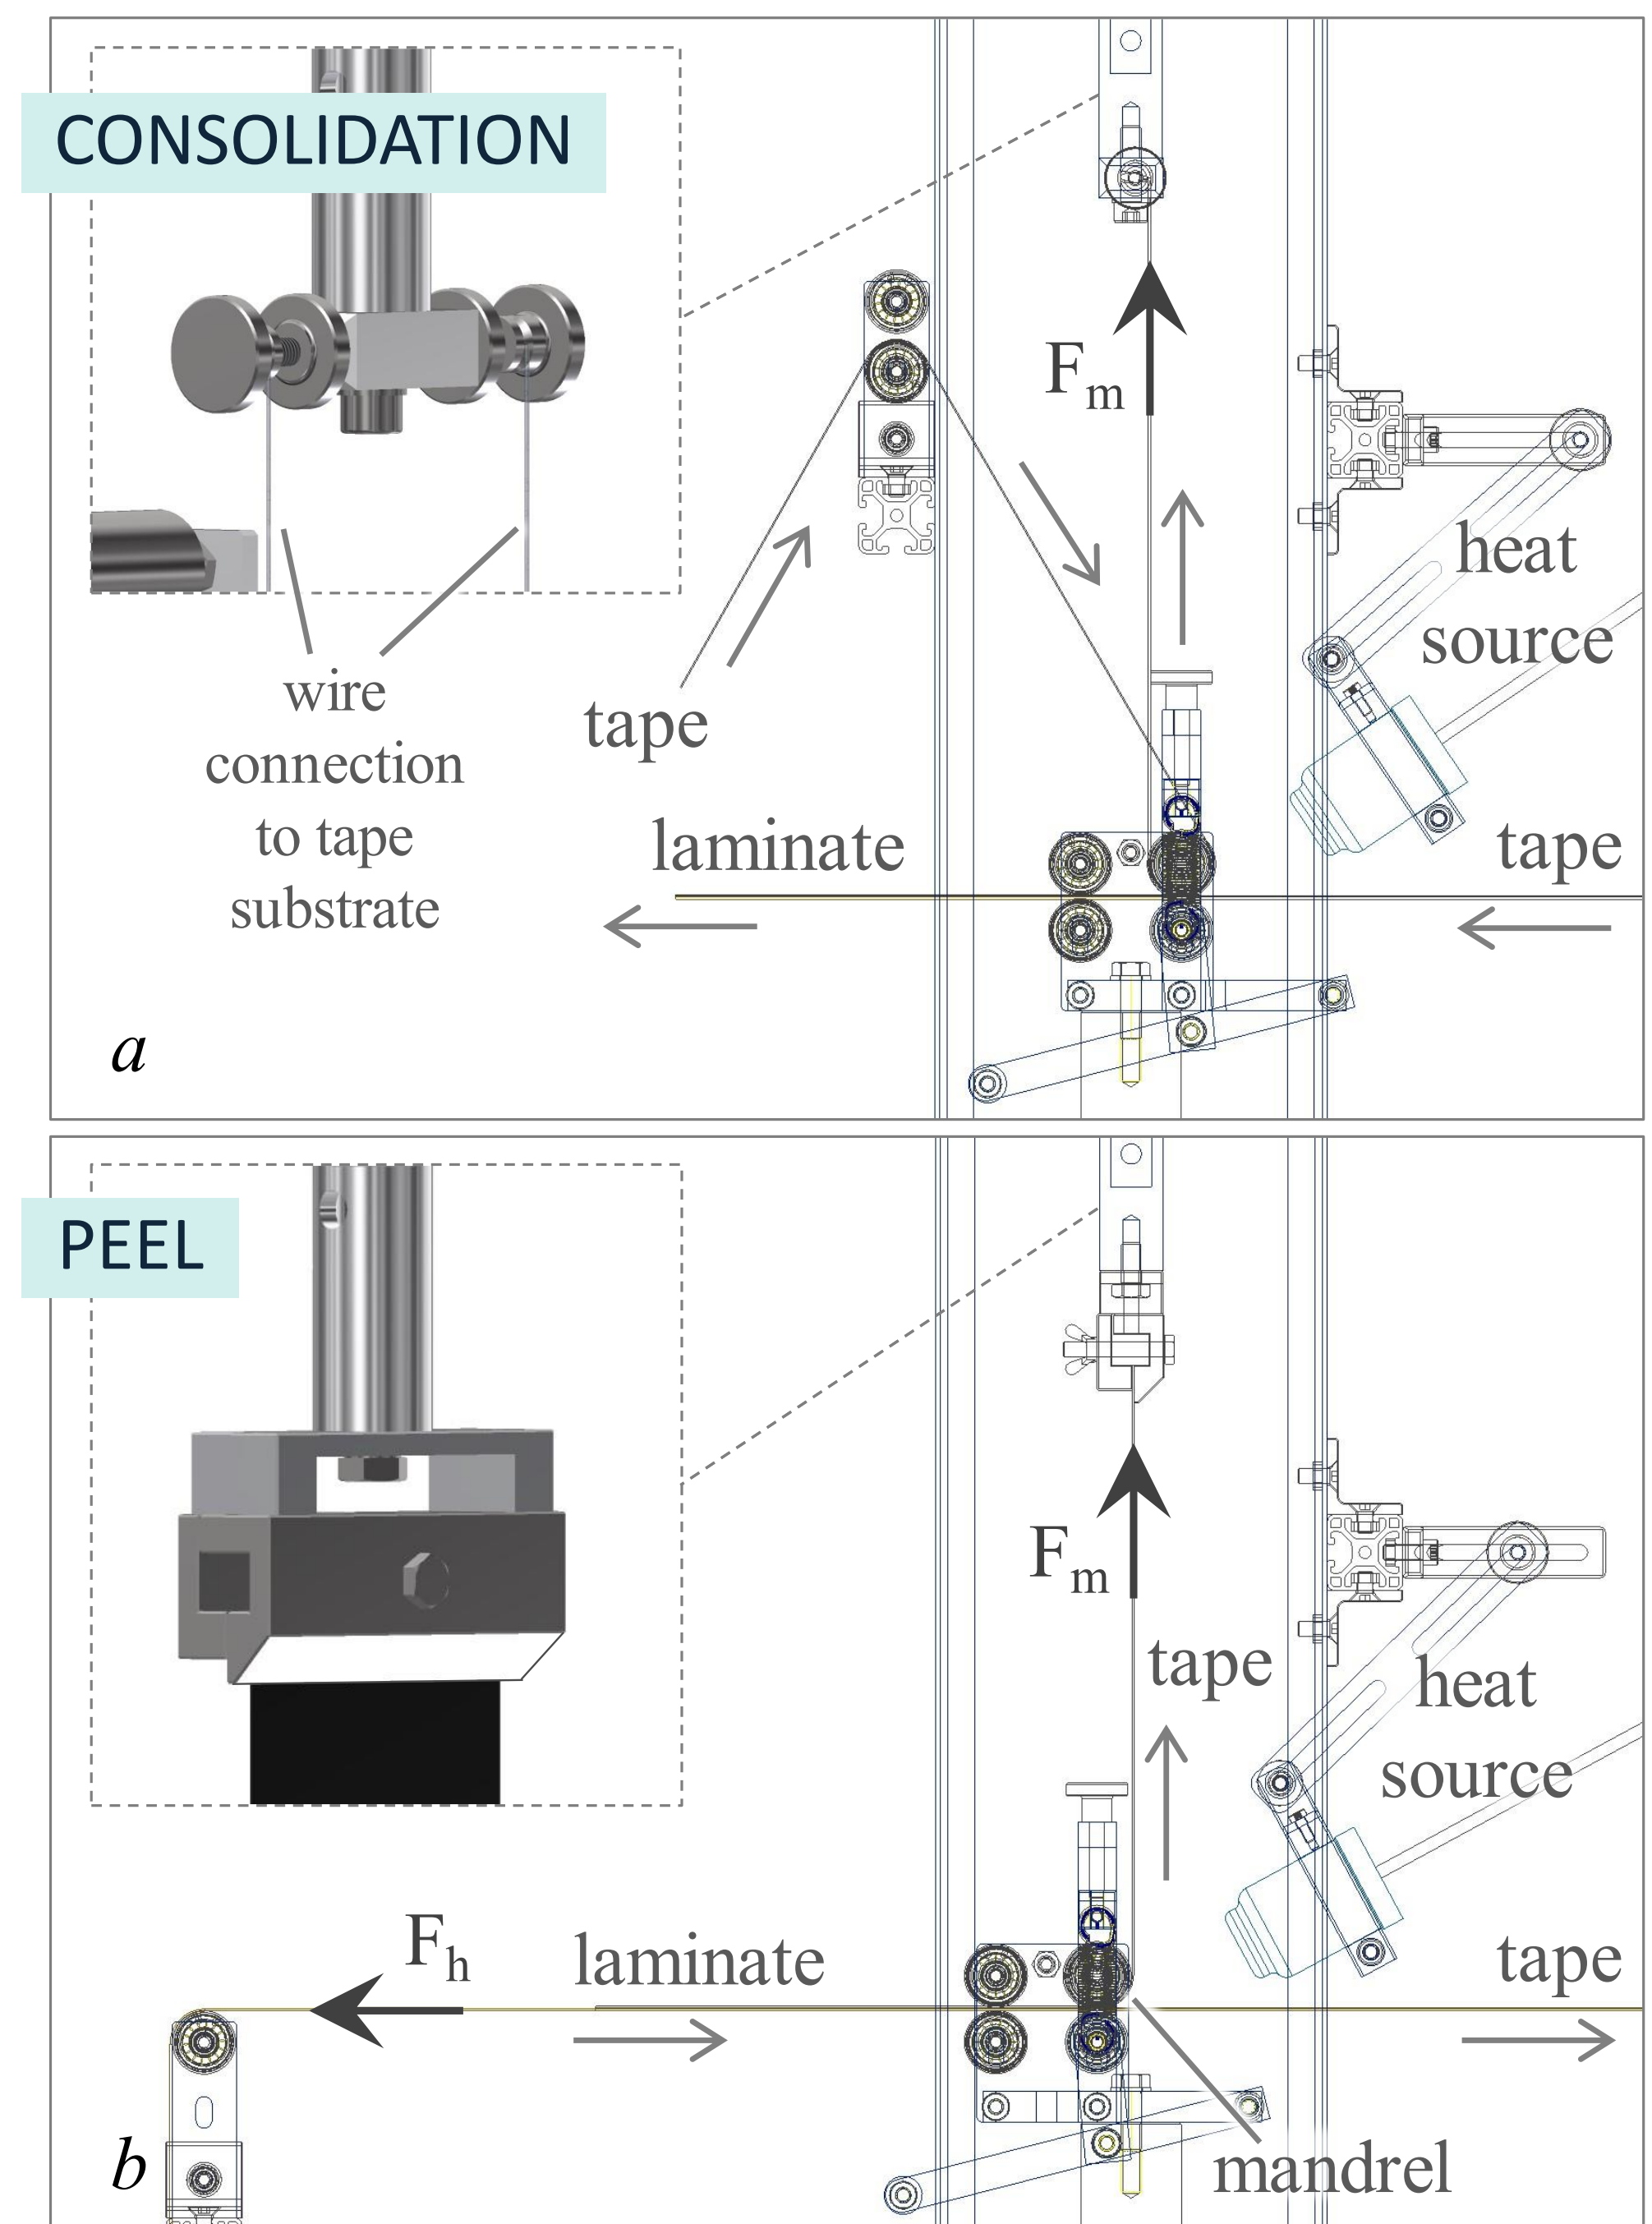 CONSOLIDATION
F
m
heat
source
wire
connection
to tape
substrate
tape
laminate
tape
a
PEEL
F
m
tape
heat
source
F
h
laminate
tape
b
mandrel